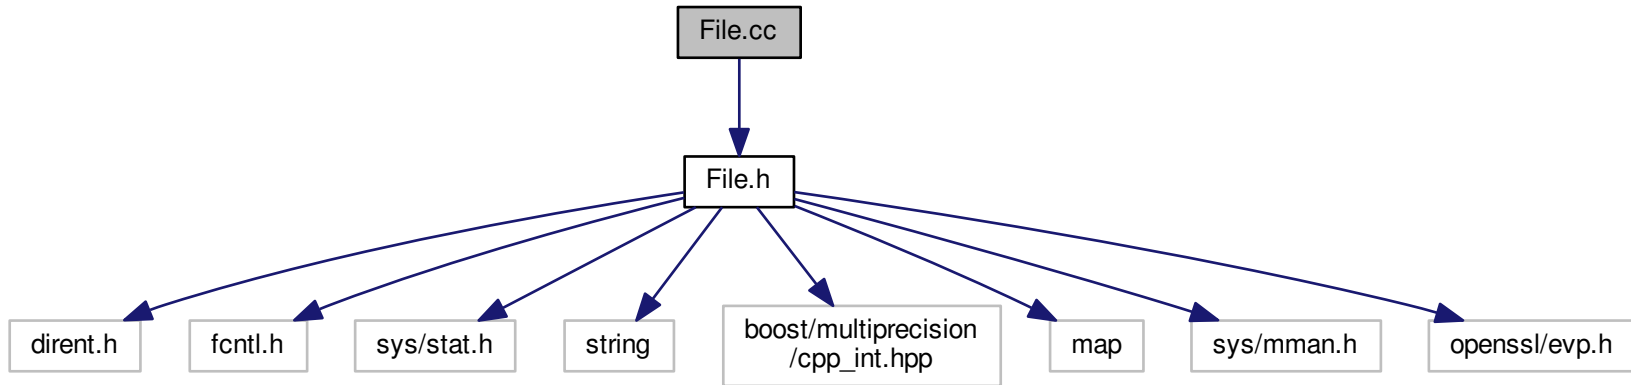 File.cc
File.h
dirent.h
fcntl.h
sys/stat.h
string
boost/multiprecision
/cpp_int.hpp
map
sys/mman.h
openssl/evp.h